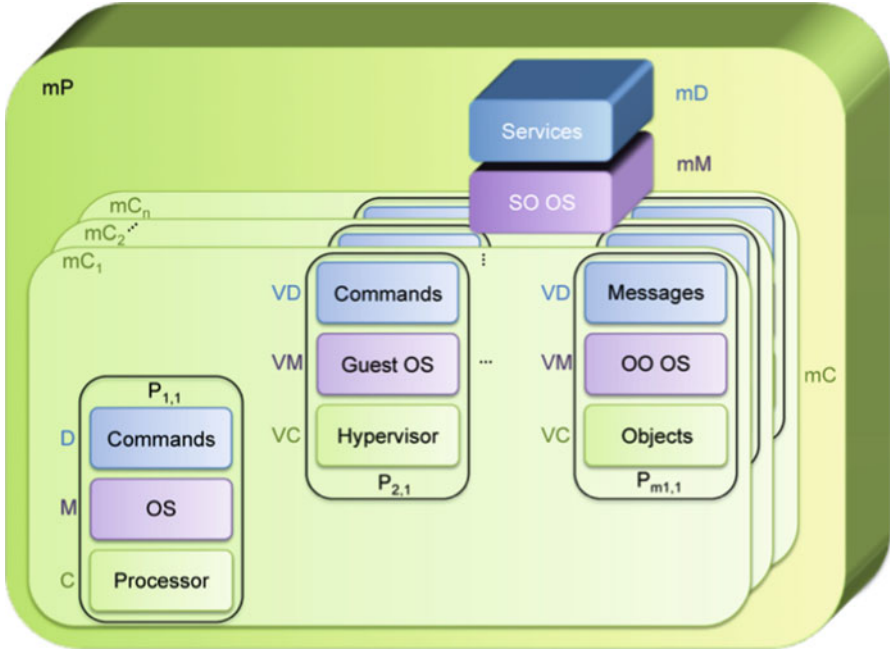 mP
mD
Services
mM
SO OS
mCₙ
mC₂
...
mC₁
...
VD Commands
VD Messages
VM Guest OS
...
VM OO OS
mC
P₁,₁
VC Hypervisor
VC Objects
D Commands
P₂,₁
Pm1,1
M OS
C Processor